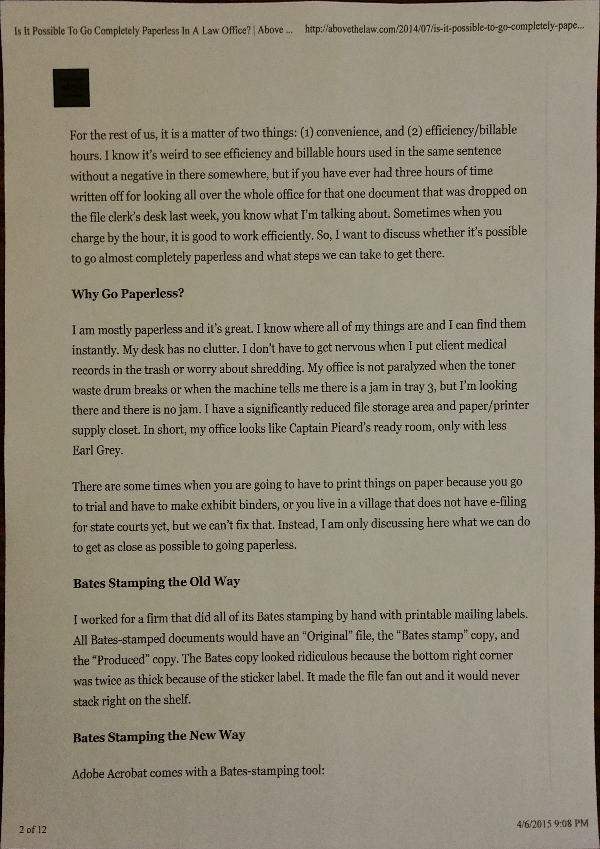 Is It Possible To Go Completely Paperless In A Law Office? | Above ... http://abovethelaw.com/2014/07/is-it-possible-to-go-completely-pape...
For the rest of us, it is a matter of two things: (1) convenience, and (2) efficiency/billable
hours. I know it's weird to see efficiency and billable hours used in the same sentence
without a negative in there somewhere, but if you have ever had three hours of time
written off for looking all over the whole office for that one document that was dropped on
the file clerk's desk last week, you know what I'm talking about. Sometimes when you
charge by the hour, it is good to work efficiently. So, I want to discuss whether it's possible
to go almost completely paperless and what steps we can take to get there.
Why Go Paperless?
I am mostly paperless and it's great. I know where all of my things are and I can find them
instantly. My desk has no clutter. I don't have to get nervous when I put client medical
records in the trash or worry about shredding. My office is not paralyzed when the toner
waste drum breaks or when the machine tells me there is a jam in tray 3, but I'm looking
there and there is no jam. I have a significantly reduced file storage area and paper/printer
supply closet. In short, my office looks like Captain Picard's ready room, only with less
Earl Grey.
There are some times when you are going to have to print things on paper because you go
to trial and have to make exhibit binders, or you live in a village that does not have e-filing
for state courts yet, but we can't fix that. Instead, I am only discussing here what we can do
to get as close as possible to going paperless.
Bates Stamping the Old Way
I worked for a firm that did all of its Bates stamping by hand with printable mailing labels.
All Bates-stamped documents would have an "Original" file, the "Bates stamp" copy, and
the "Produced" copy. The Bates copy looked ridiculous because the bottom right corner
was twice as thick because of the sticker label. It made the file fan out and it would never
stack right on the shelf.
Bates Stamping the New Way
Adobe Acrobat comes with a Bates-stamping tool:
2 of 12 4/6/2015 9:08 PM